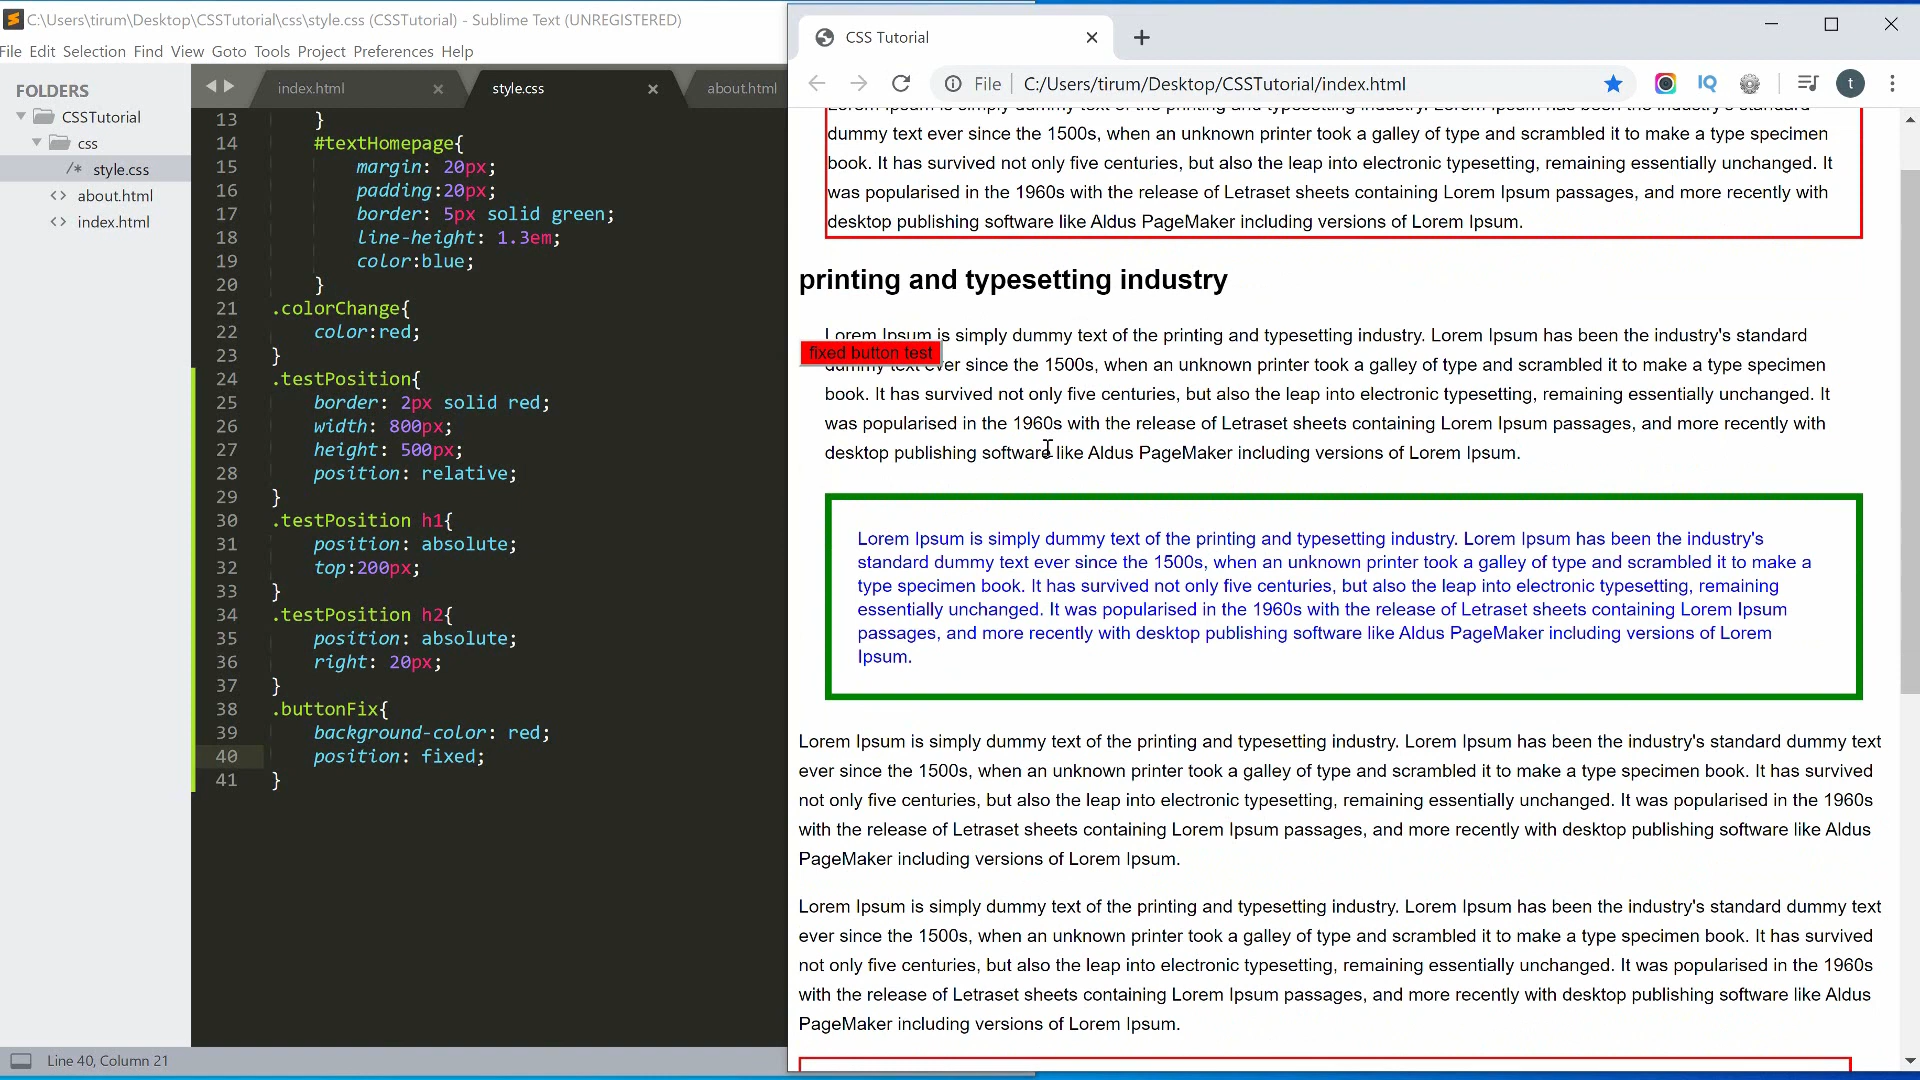 C:\Users\tirum\Desktop\CSSTutorial\css\style.css (CSSTutorial) - Sublime Text (UNREGISTERED)
File Edit Selection Find View Goto Tools Project Preferences Help
FOLDERS
CSSTutorial
css
/* style.css
<> about.html
<> index.html
index.html
style.css
about.html
13 }
14 #textHomepage{
15 margin: 20px;
16 padding:20px;
17 border: 5px solid green;
18 line-height: 1.3em;
19 color:blue;
20 }
21 .colorChange{
22 color:red;
23 }
24 .testPosition{
25 border: 2px solid red;
26 width: 800px;
27 height: 500px;
28 position: relative;
29 }
30 .testPosition h1{
31 position: absolute;
32 top:200px;
33 }
34 .testPosition h2{
35 position: absolute;
36 right: 20px;
37 }
38 .buttonFix{
39 background-color: red;
40 position: fixed;
41 }
Line 40, Column 21
CSS Tutorial
File C:/Users/tirum/Desktop/CSSTutorial/index.html
IQ
t
Lorem Ipsum is simply dummy text of the printing and typesetting industry. Lorem Ipsum has been the industry's standard
dummy text ever since the 1500s, when an unknown printer took a galley of type and scrambled it to make a type specimen
book. It has survived not only five centuries, but also the leap into electronic typesetting, remaining essentially unchanged. It
was popularised in the 1960s with the release of Letraset sheets containing Lorem Ipsum passages, and more recently with
desktop publishing software like Aldus PageMaker including versions of Lorem Ipsum.
printing and typesetting industry
Lorem Ipsum is simply dummy text of the printing and typesetting industry. Lorem Ipsum has been the industry's standard
fixed button test
dummy text ever since the 1500s, when an unknown printer took a galley of type and scrambled it to make a type specimen
book. It has survived not only five centuries, but also the leap into electronic typesetting, remaining essentially unchanged. It
was popularised in the 1960s with the release of Letraset sheets containing Lorem Ipsum passages, and more recently with
desktop publishing software like Aldus PageMaker including versions of Lorem Ipsum.
Lorem Ipsum is simply dummy text of the printing and typesetting industry. Lorem Ipsum has been the industry's
standard dummy text ever since the 1500s, when an unknown printer took a galley of type and scrambled it to make a
type specimen book. It has survived not only five centuries, but also the leap into electronic typesetting, remaining
essentially unchanged. It was popularised in the 1960s with the release of Letraset sheets containing Lorem Ipsum
passages, and more recently with desktop publishing software like Aldus PageMaker including versions of Lorem
Ipsum.
Lorem Ipsum is simply dummy text of the printing and typesetting industry. Lorem Ipsum has been the industry's standard dummy text
ever since the 1500s, when an unknown printer took a galley of type and scrambled it to make a type specimen book. It has survived
not only five centuries, but also the leap into electronic typesetting, remaining essentially unchanged. It was popularised in the 1960s
with the release of Letraset sheets containing Lorem Ipsum passages, and more recently with desktop publishing software like Aldus
PageMaker including versions of Lorem Ipsum.
Lorem Ipsum is simply dummy text of the printing and typesetting industry. Lorem Ipsum has been the industry's standard dummy text
ever since the 1500s, when an unknown printer took a galley of type and scrambled it to make a type specimen book. It has survived
not only five centuries, but also the leap into electronic typesetting, remaining essentially unchanged. It was popularised in the 1960s
with the release of Letraset sheets containing Lorem Ipsum passages, and more recently with desktop publishing software like Aldus
PageMaker including versions of Lorem Ipsum.